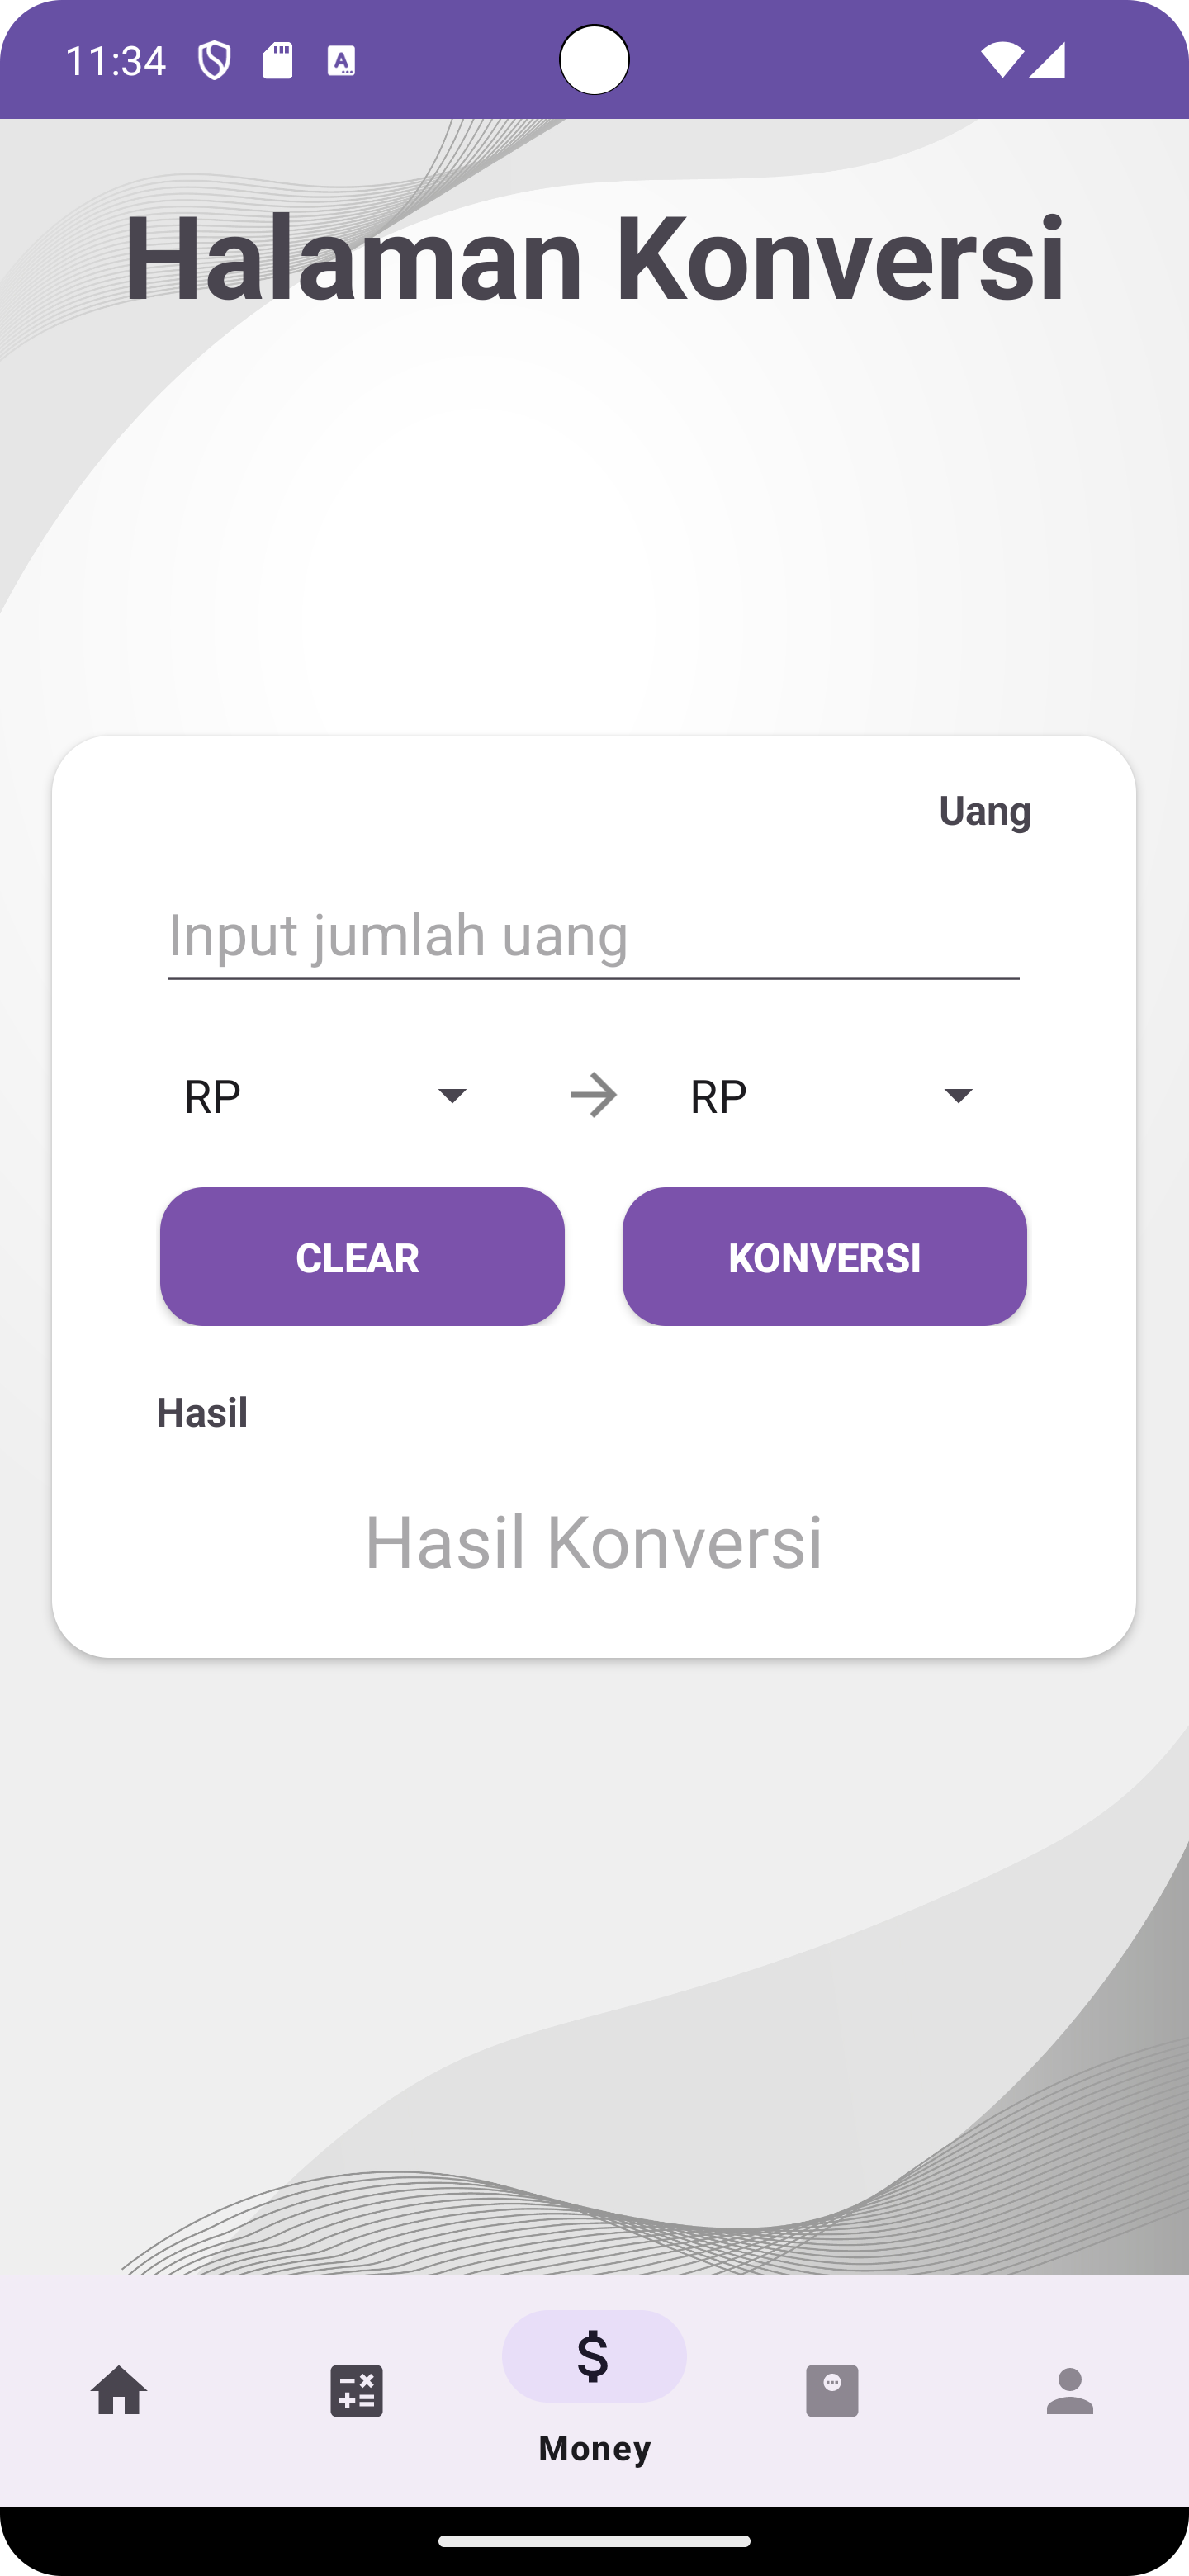 11:34
Halaman Konversi
Uang
Input jumlah uang
RP RP
CLEAR KONVERSI
Hasil
Hasil Konversi
$
Money